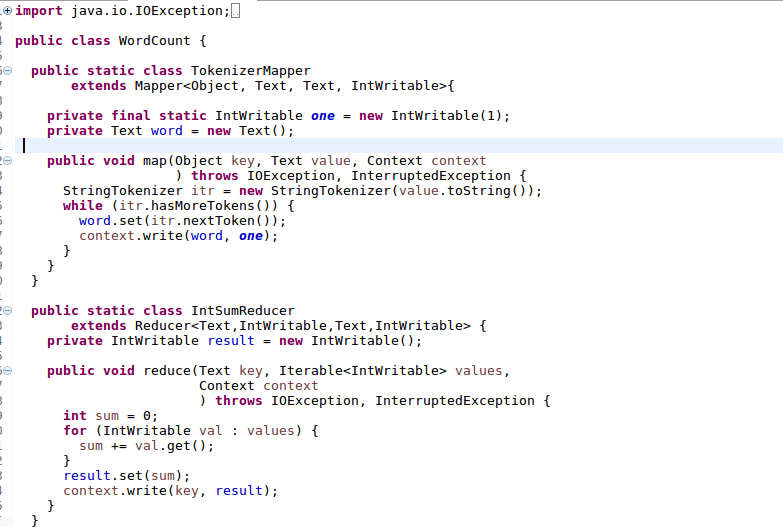 import java.io.IOException;
public class WordCount {
public static class TokenizerMapper
extends Mapper<Object, Text, Text, IntWritable>{
private final static IntWritable one = new IntWritable(1);
private Text word = new Text();
public void map(Object key, Text value, Context context
) throws IOException, InterruptedException {
StringTokenizer itr = new StringTokenizer(value.toString());
while (itr.hasMoreTokens()) {
word.set(itr.nextToken());
context.write(word, one);
}
}
}
public static class IntSumReducer
extends Reducer<Text,IntWritable,Text,IntWritable> {
private IntWritable result = new IntWritable();
public void reduce(Text key, Iterable<IntWritable> values,
Context context
) throws IOException, InterruptedException {
int sum = 0;
for (IntWritable val : values) {
sum += val.get();
}
result.set(sum);
context.write(key, result);
}
}